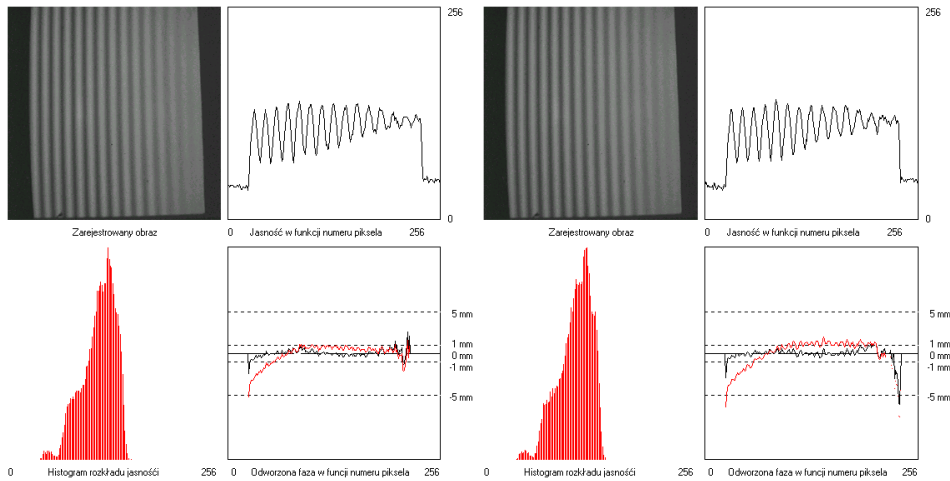 256
256
0
0
Zarejestrowany obraz
0
Jasność w funkcji numeru piksela
256
Zarejestrowany obraz
0
Jasność w funkcji numeru piksela
256
5 mm
1 mm
0 mm
-1 mm
-5 mm
5 mm
1 mm
0 mm
-1 mm
-5 mm
0
Histogram rozkładu jasnośći
256
0
Odworzona faza w funcji numeru piksela
256
0
Histogram rozkładu jasnośći
256
0
Odworzona faza w funcji numeru piksela
256